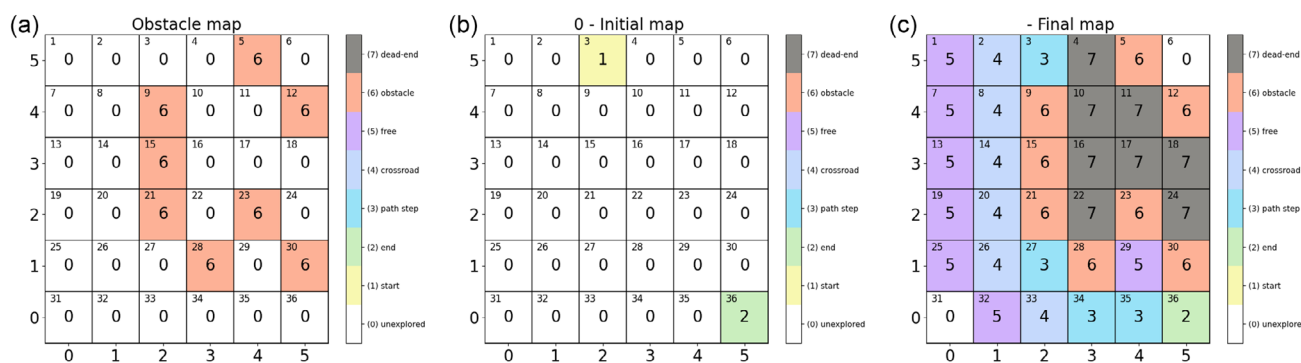 (a) Obstacle map
1 2 3 4 5 6
5 0 0 0 0 6 0
7 8 9 10 11 12
4 0 0 6 0 0 6
13 14 15 16 17 18
3 0 0 6 0 0 0
19 20 21 22 23 24
2 0 0 6 0 6 0
25 26 27 28 29 30
1 0 0 0 6 0 6
31 32 33 34 35 36
0 0 0 0 0 0 0
0 1 2 3 4 5
(7) dead-end
(6) obstacle
(5) free
(4) crossroad
(3) path step
(2) end
(1) start
(0) unexplored
(b) 0 - Initial map
1 2 3 4 5 6
5 0 0 1 0 0 0
7 8 9 10 11 12
4 0 0 0 0 0 0
13 14 15 16 17 18
3 0 0 0 0 0 0
19 20 21 22 23 24
2 0 0 0 0 0 0
25 26 27 28 29 30
1 0 0 0 0 0 0
31 32 33 34 35 36
0 0 0 0 0 0 2
0 1 2 3 4 5
(7) dead-end
(6) obstacle
(5) free
(4) crossroad
(3) path step
(2) end
(1) start
(0) unexplored
(c) - Final map
1 2 3 4 5 6
5 5 4 3 7 6 0
7 8 9 10 11 12
4 5 4 6 7 7 6
13 14 15 16 17 18
3 5 4 6 7 7 7
19 20 21 22 23 24
2 5 4 6 7 6 7
25 26 27 28 29 30
1 5 4 3 6 5 6
31 32 33 34 35 36
0 0 5 4 3 3 2
0 1 2 3 4 5
(7) dead-end
(6) obstacle
(5) free
(4) crossroad
(3) path step
(2) end
(1) start
(0) unexplored